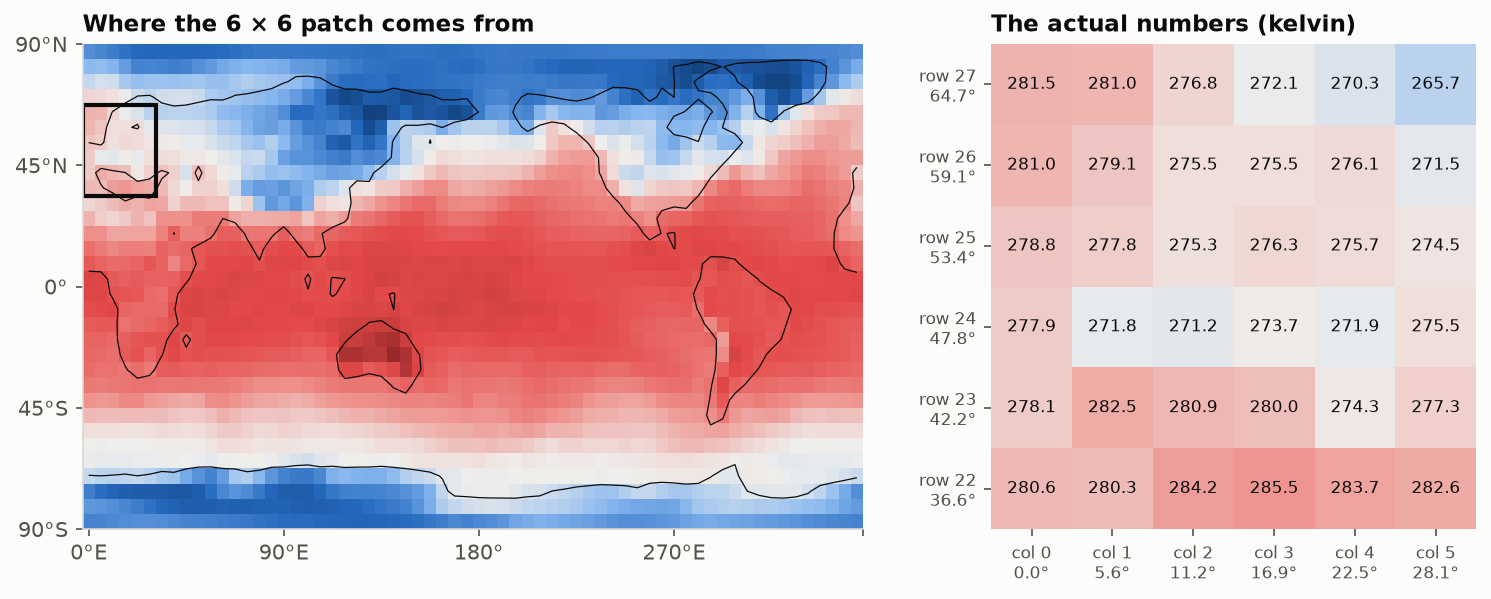 Where the 6 × 6 patch comes from
90°N
45°N
0°
45°S
90°S
0°E 90°E 180° 270°E
The actual numbers (kelvin)
row 27
64.7°
281.5 281.0 276.8 272.1 270.3 265.7
row 26
59.1°
281.0 279.1 275.5 275.5 276.1 271.5
row 25
53.4°
278.8 277.8 275.3 276.3 275.7 274.5
row 24
47.8°
277.9 271.8 271.2 273.7 271.9 275.5
row 23
42.2°
278.1 282.5 280.9 280.0 274.3 277.3
row 22
36.6°
280.6 280.3 284.2 285.5 283.7 282.6
col 0 col 1 col 2 col 3 col 4 col 5
0.0° 5.6° 11.2° 16.9° 22.5° 28.1°